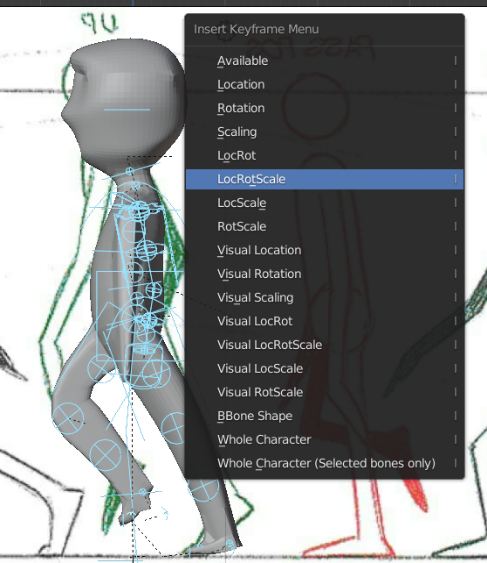 Insert Keyframe Menu
Available
Location
Rotation
Scaling
LocRot
LocRotScale
LocScale
RotScale
Visual Location
Visual Rotation
Visual Scaling
Visual LocRot
Visual LocRotScale
Visual LocScale
Visual RotScale
BBone Shape
Whole Character
Whole Character (Selected bones only)